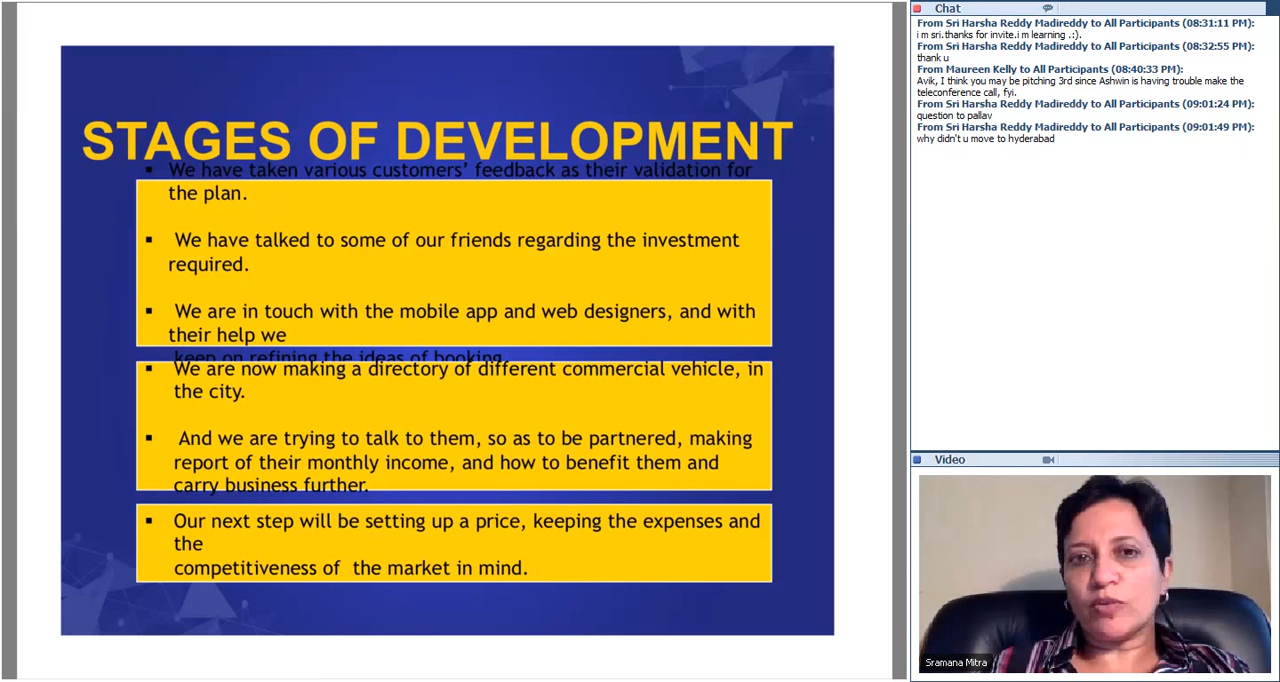 STAGES OF DEVELOPMENT
▪ We have taken various customers' feedback as their validation for
the plan.
▪ We have talked to some of our friends regarding the investment
required.
▪ We are in touch with the mobile app and web designers, and with
their help we
keep on refining the ideas of booking.
▪ We are now making a directory of different commercial vehicle, in
the city.
▪ And we are trying to talk to them, so as to be partnered, making
report of their monthly income, and how to benefit them and
carry business further.
▪ Our next step will be setting up a price, keeping the expenses and
the
competitiveness of the market in mind.
Chat
From Sri Harsha Reddy Madireddy to All Participants (08:31:11 PM):
i m sri.thanks for invite.i m learning .:).
From Sri Harsha Reddy Madireddy to All Participants (08:32:55 PM):
thank u
From Maureen Kelly to All Participants (08:40:33 PM):
Avik, I think you may be pitching 3rd since Ashwin is having trouble make the
teleconference call, fyi.
From Sri Harsha Reddy Madireddy to All Participants (09:01:24 PM):
question to pallav
From Sri Harsha Reddy Madireddy to All Participants (09:01:49 PM):
why didn't u move to hyderabad
Video
Sramana Mitra